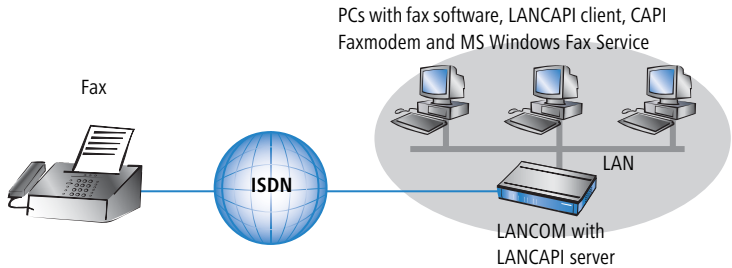 PCs with fax software, LANCAPI client, CAPI
Faxmodem and MS Windows Fax Service
Fax
ISDN
LAN
LANCOM with
LANCAPI server